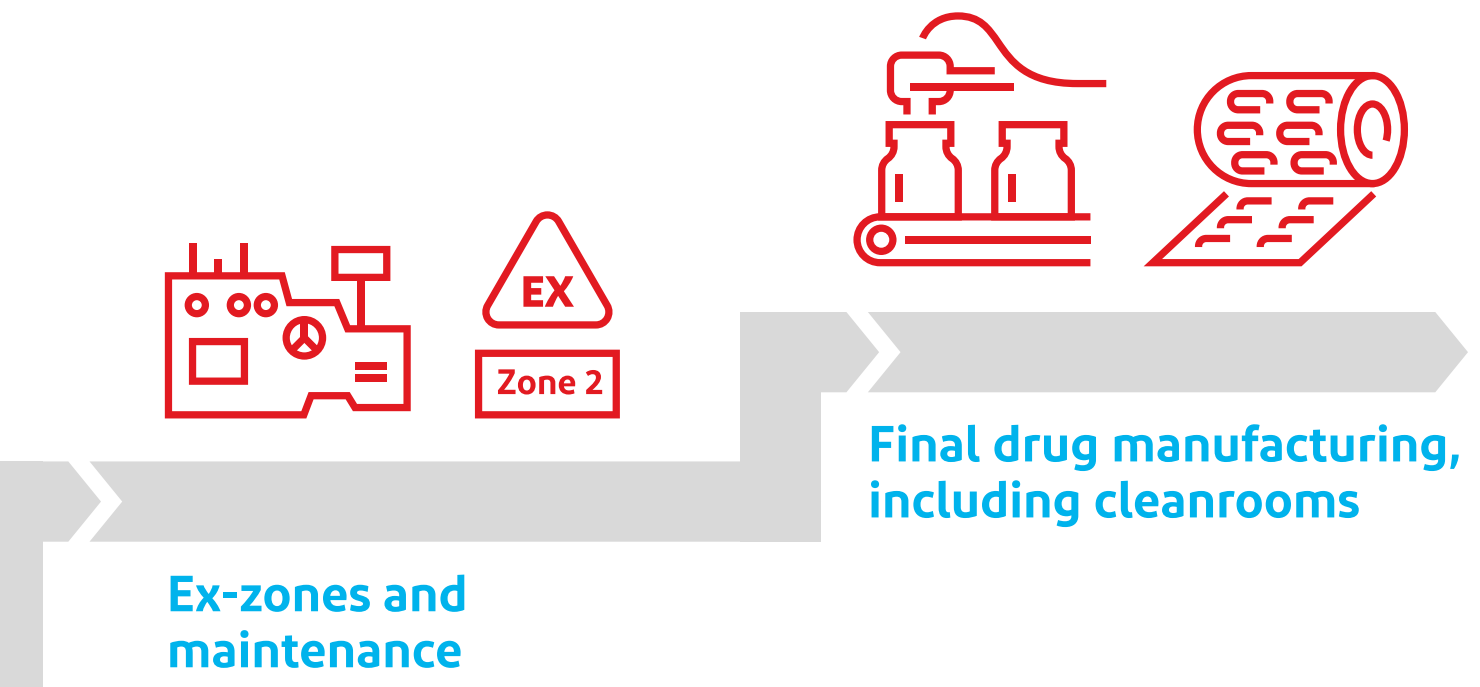 EX
Zone 2
Final drug manufacturing,
including cleanrooms
Ex-zones and
maintenance